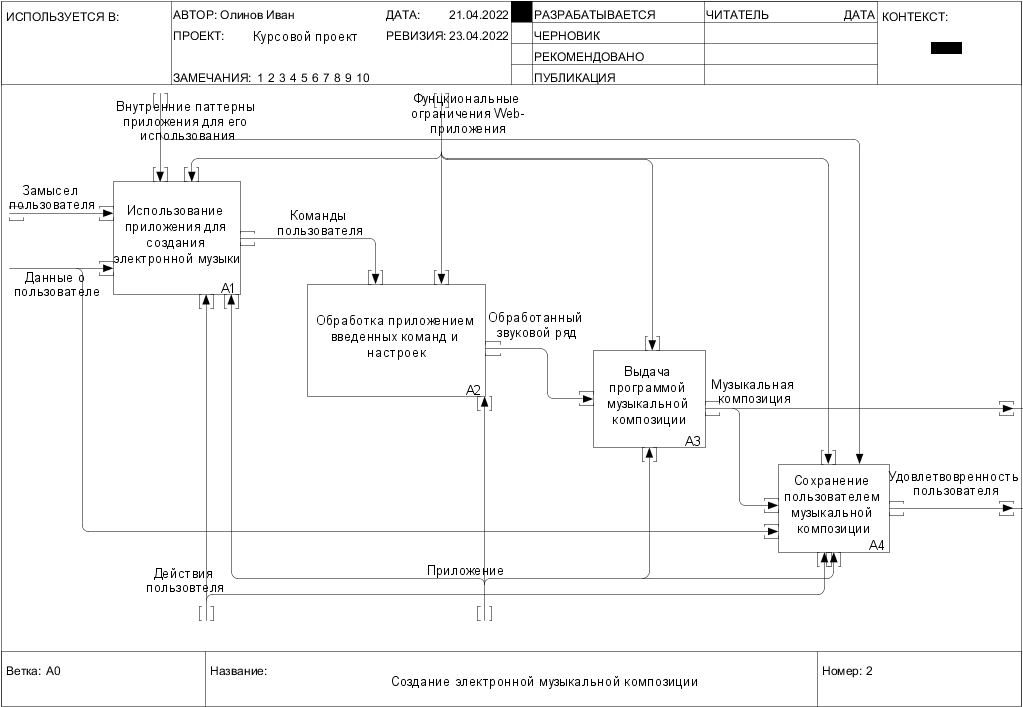 ИСПОЛЬЗУЕТСЯ В:
АВТОР: Олинов Иван
ДАТА: 21.04.2022
ПРОЕКТ: Курсовой проект
РЕВИЗИЯ: 23.04.2022
ЗАМЕЧАНИЯ: 1 2 3 4 5 6 7 8 9 10
РАЗРАБАТЫВАЕТСЯ
ЧЕРНОВИК
РЕКОМЕНДОВАНО
ПУБЛИКАЦИЯ
ЧИТАТЕЛЬ
ДАТА
КОНТЕКСТ:
Внутренние паттерны
приложения для его
использования
Функциональные
ограничения Web-
приложения
Замысел
пользователя
Данные о
пользователе
Использование
приложения для
создания
электронной музыки
A1
Команды
пользователя
Обработка приложением
введенных команд и
настроек
A2
Обработанный
звуковой ряд
Выдача
программой
музыкальной
композиции
A3
Музыкальная
композиция
Сохранение
пользователем
музыкальной
композиции
A4
Удовлетвовренность
пользователя
Действия
пользовтеля
Приложение
Ветка: A0
Название:
Создание электронной музыкальной композиции
Номер: 2